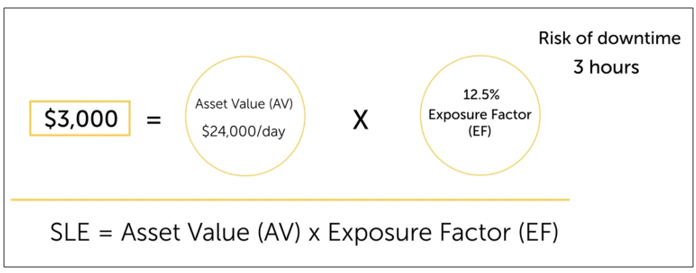 Risk of downtime
3 hours
$3,000 = Asset Value (AV) $24,000/day X 12.5% Exposure Factor (EF)
SLE = Asset Value (AV) x Exposure Factor (EF)